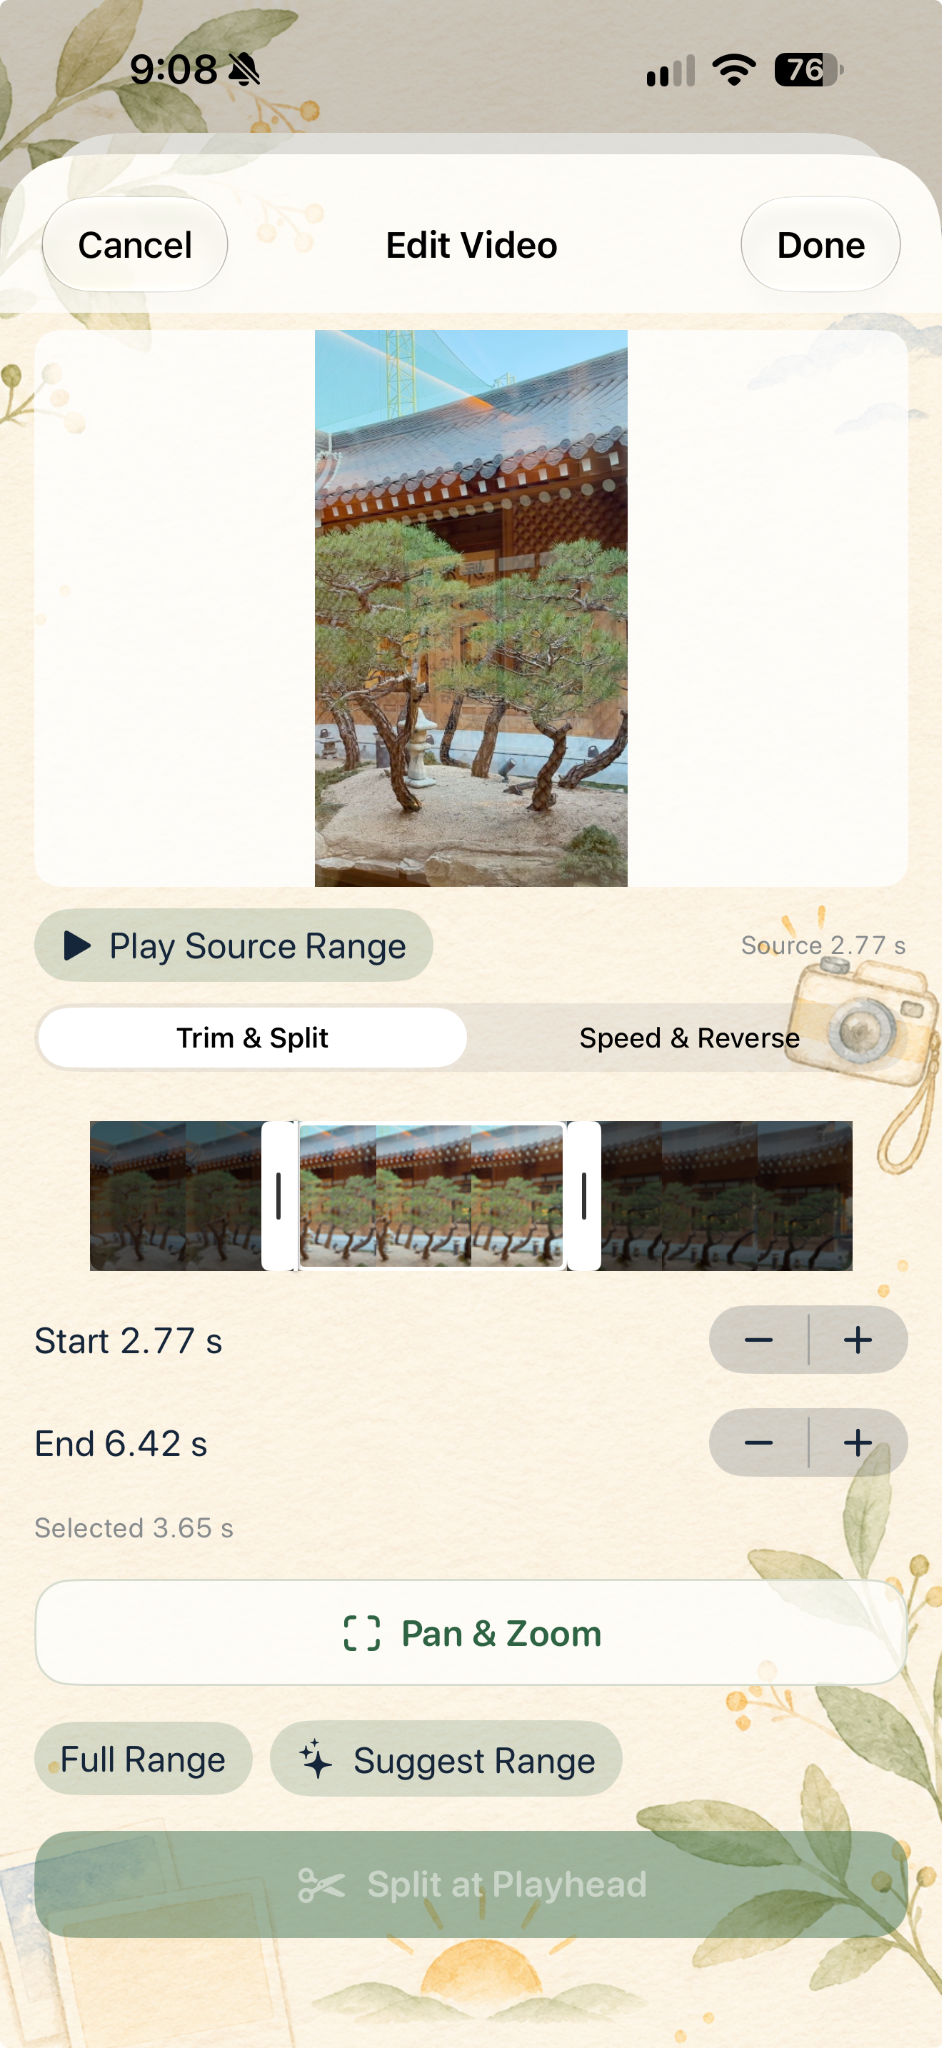 9:08
76
Cancel
Edit Video
Done
Play Source Range
Source 2.77 s
Trim & Split
Speed & Reverse
Start 2.77 s
End 6.42 s
Selected 3.65 s
Pan & Zoom
Full Range
Suggest Range
Split at Playhead